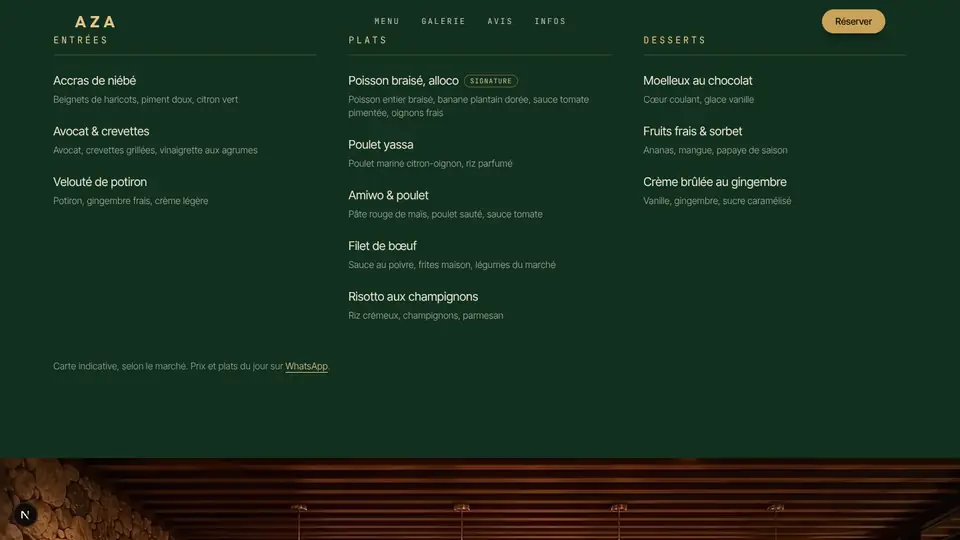 AZA
MENU GALERIE AVIS INFOS
Réserver
ENTRÉES
Accras de niébé
Beignets de haricots, piment doux, citron vert
Avocat & crevettes
Avocat, crevettes grillées, vinaigrette aux agrumes
Velouté de potiron
Potiron, gingembre frais, crème légère
PLATS
Poisson braisé, alloco SIGNATURE
Poisson entier braisé, banane plantain dorée, sauce tomate
pimentée, oignons frais
Poulet yassa
Poulet mariné citron-oignon, riz parfumé
Amiwo & poulet
Pâte rouge de maïs, poulet sauté, sauce tomate
Filet de bœuf
Sauce au poivre, frites maison, légumes du marché
Risotto aux champignons
Riz crémeux, champignons, parmesan
DESSERTS
Moelleux au chocolat
Cœur coulant, glace vanille
Fruits frais & sorbet
Ananas, mangue, papaye de saison
Crème brûlée au gingembre
Vanille, gingembre, sucre caramélisé
Carte indicative, selon le marché. Prix et plats du jour sur WhatsApp.
N